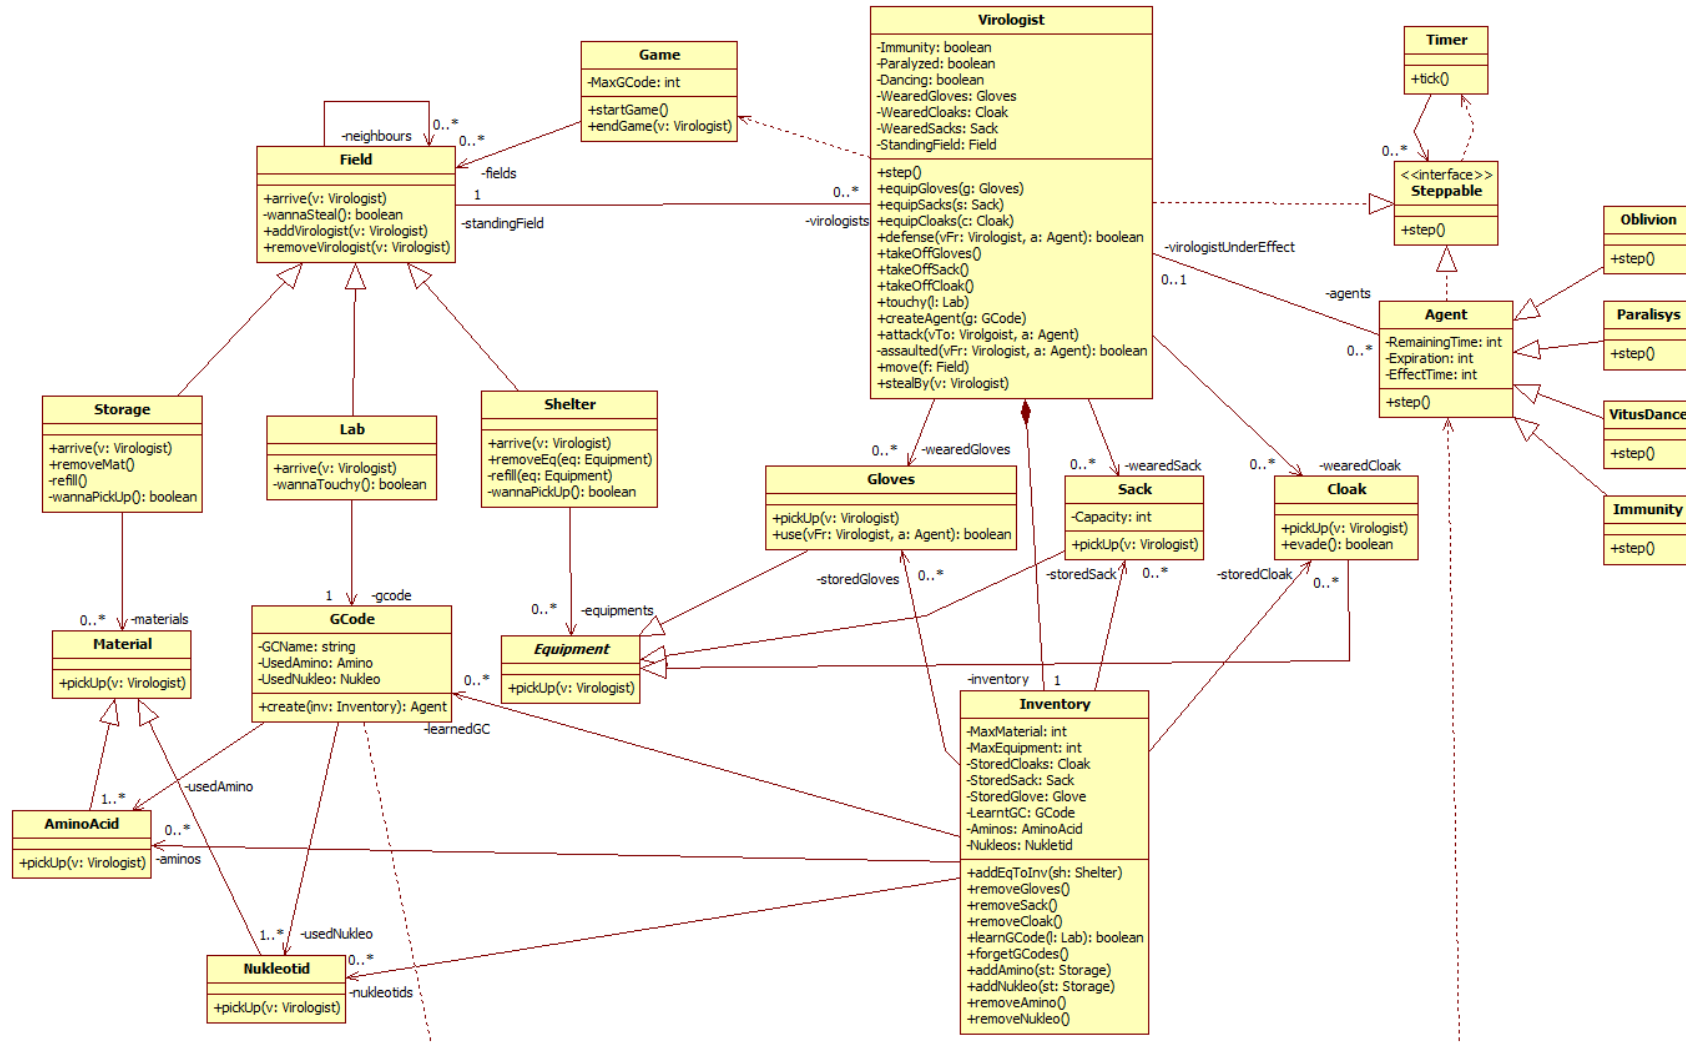 Virologist
-Immunity: boolean
-Paralyzed: boolean
-Dancing: boolean
-WearedGloves: Gloves
-WearedCloaks: Cloak
-WearedSacks: Sack
-StandingField: Field
+step()
+equipGloves(g: Gloves)
+equipSacks(s: Sack)
+equipCloaks(c: Cloak)
+defense(vFr: Virologist, a: Agent): boolean
+takeOffGloves()
+takeOffSack()
+takeOffCloak()
+touchy(l: Lab)
+createAgent(g: GCode)
+attack(vTo: Virolgoist, a: Agent)
-assaulted(vFr: Virologist, a: Agent): boolean
+move(f: Field)
+stealBy(v: Virologist)
Game
-MaxGCode: int
+startGame()
+endGame(v: Virologist)
Timer
+tick()
0..*
<<interface>>
Steppable
+step()
-neighbours
0..*
0..*
-fields
Field
+arrive(v: Virologist)
-wannaSteal(): boolean
+addVirologist(v: Virologist)
+removeVirologist(v: Virologist)
1
-standingField
0..*
-virologists
-virologistUnderEffect
0..1
-agents
0..*
Oblivion
+step()
Agent
-RemainingTime: int
-Expiration: int
-EffectTime: int
+step()
Paralisys
+step()
VitusDance
+step()
Immunity
+step()
Storage
+arrive(v: Virologist)
+removeMat()
-refill()
-wannaPickUp(): boolean
Lab
+arrive(v: Virologist)
-wannaTouchy(): boolean
Shelter
+arrive(v: Virologist)
+removeEq(eq: Equipment)
-refill(eq: Equipment)
-wannaPickUp(): boolean
0..*
-wearedGloves
0..*
-wearedSack
0..*
-wearedCloak
Gloves
+pickUp(v: Virologist)
+use(vFr: Virologist, a: Agent): boolean
Sack
-Capacity: int
+pickUp(v: Virologist)
Cloak
+pickUp(v: Virologist)
+evade(): boolean
-storedGloves
0..*
-storedSack
0..*
-storedCloak
0..*
0..*
-materials
1
-gcode
0..*
-equipments
Material
+pickUp(v: Virologist)
GCode
-GCName: string
-UsedAmino: Amino
-UsedNukleo: Nukleo
+create(inv: Inventory): Agent
0..*
-learnedGC
Equipment
+pickUp(v: Virologist)
-inventory
1
Inventory
-MaxMaterial: int
-MaxEquipment: int
-StoredCloaks: Cloak
-StoredSack: Sack
-StoredGlove: Glove
-LearntGC: GCode
-Aminos: AminoAcid
-Nukleos: Nukletid
+addEqToInv(sh: Shelter)
+removeGloves()
+removeSack()
+removeCloak()
+learnGCode(l: Lab): boolean
+forgetGCodes()
+addAmino(st: Storage)
+addNukleo(st: Storage)
+removeAmino()
+removeNukleo()
-usedAmino
1..*
AminoAcid
+pickUp(v: Virologist)
0..*
-aminos
1..*
-usedNukleo
Nukleotid
+pickUp(v: Virologist)
0..*
-nukleotids